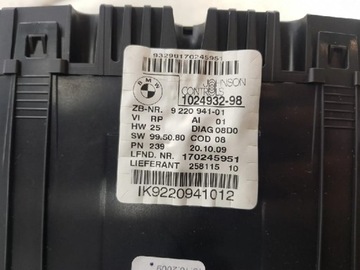 93299170245951
BMW
JOHNSON
CONTROLS
1024932-98
ZB-NR. 9 220 941-01
VI RP AI 01
HW 25 DIAG 08D0
SW 99.50.80 COD 08
PN 239 20.10.09
LFND. NR. 170245951
LIEFERANT 258115 10
IK9220941012